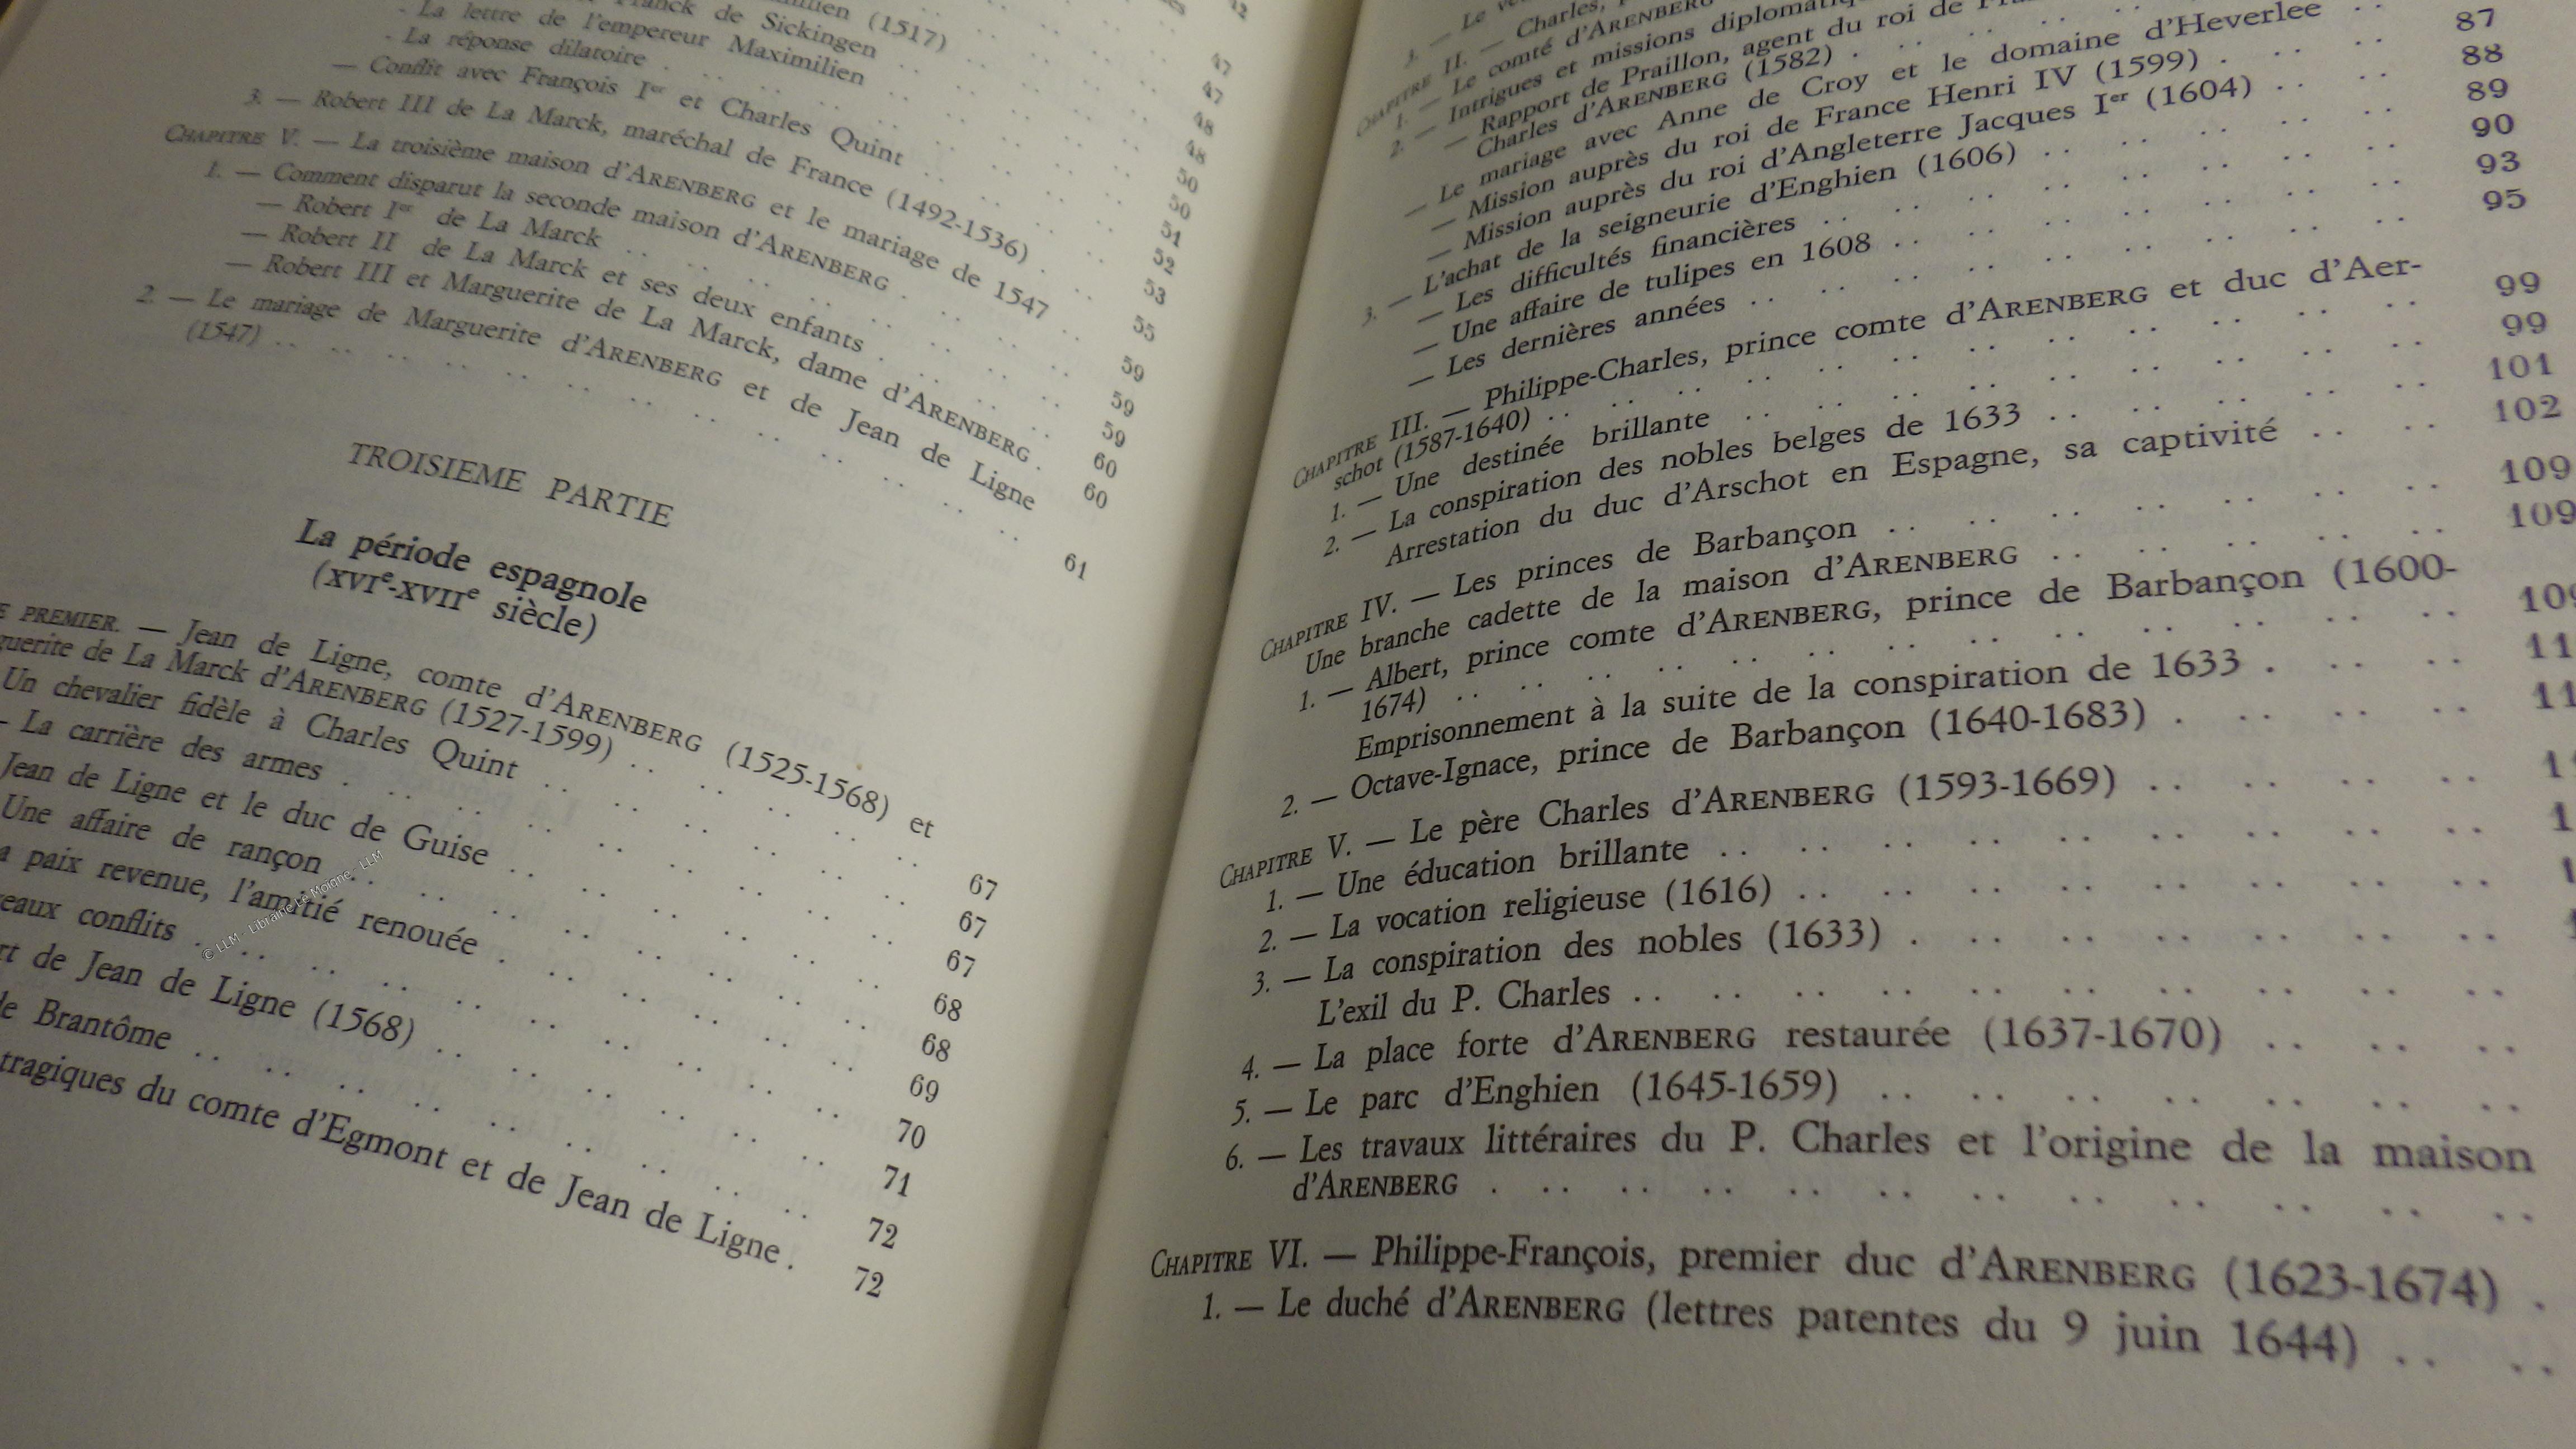 (1517)
Franck de Sickingen
- La lettre de l'empereur Maximilien
- La réponse dilatoire
— Conflit avec François Ier et Charles Quint
3. — Robert III de La Marck, maréchal de France (1492-1536)
CHAPITRE V. — La troisième maison d'ARENBERG et le mariage de 1547
1. — Comment disparut la seconde maison d'ARENBERG
— Robert Ier de La Marck
— Robert II de La Marck et ses deux enfants
— Robert III et Marguerite de La Marck, dame d'ARENBERG
2. — Le mariage de Marguerite d'ARENBERG et de Jean de Ligne
(1547)
47
47
48
48
50
50
51
52
53
55
59
59
59
60
60
61
TROISIEME PARTIE
La période espagnole
(XVIe-XVIIe siècle)
PREMIER. — Jean de Ligne, comte d'ARENBERG (1525-1568) et
de La Marck d'ARENBERG (1527-1599) 67
Un chevalier fidèle à Charles Quint 67
- La carrière des armes 67
Jean de Ligne et le duc de Guise 68
Une affaire de rançon 68
paix revenue, l'amitié renouée 69
conflits 70
de Jean de Ligne (1568) 71
de Brantôme 72
tragiques du comte d'Egmont et de Jean de Ligne 72
© LLM - Librairie Le Moigne - LLM
CHAPITRE II. — Charles,
1. — Le comté d'ARENBERG
2. — Intrigues et missions
— Rapport de Praillon, agent du roi de
Charles d'ARENBERG (1582)
— Le mariage avec Anne de Croy et le domaine d'Heverlee
— Mission auprès du roi de France Henri IV (1599)
— Mission auprès du roi d'Angleterre Jacques Ier (1604)
3. — L'achat de la seigneurie d'Enghien (1606)
— Les difficultés financières
— Une affaire de tulipes en 1608
— Les dernières années
87
88
89
90
93
95
CHAPITRE III. — Philippe-Charles, prince comte d'ARENBERG et duc d'Aer-
schot (1587-1640) 99
1. — Une destinée brillante 99
2. — La conspiration des nobles belges de 1633 101
Arrestation du duc d'Arschot en Espagne, sa captivité 102
CHAPITRE IV. — Les princes de Barbançon 109
Une branche cadette de la maison d'ARENBERG 109
1. — Albert, prince comte d'ARENBERG, prince de Barbançon (1600-
1674)
Emprisonnement à la suite de la conspiration de 1633
2. — Octave-Ignace, prince de Barbançon (1640-1683)
CHAPITRE V. — Le père Charles d'ARENBERG (1593-1669)
1. — Une éducation brillante
2. — La vocation religieuse (1616)
3. — La conspiration des nobles (1633)
L'exil du P. Charles
4. — La place forte d'ARENBERG restaurée (1637-1670)
5. — Le parc d'Enghien (1645-1659)
6. — Les travaux littéraires du P. Charles et l'origine de la maison
d'ARENBERG
CHAPITRE VI. — Philippe-François, premier duc d'ARENBERG (1623-1674)
1. — Le duché d'ARENBERG (lettres patentes du 9 juin 1644)